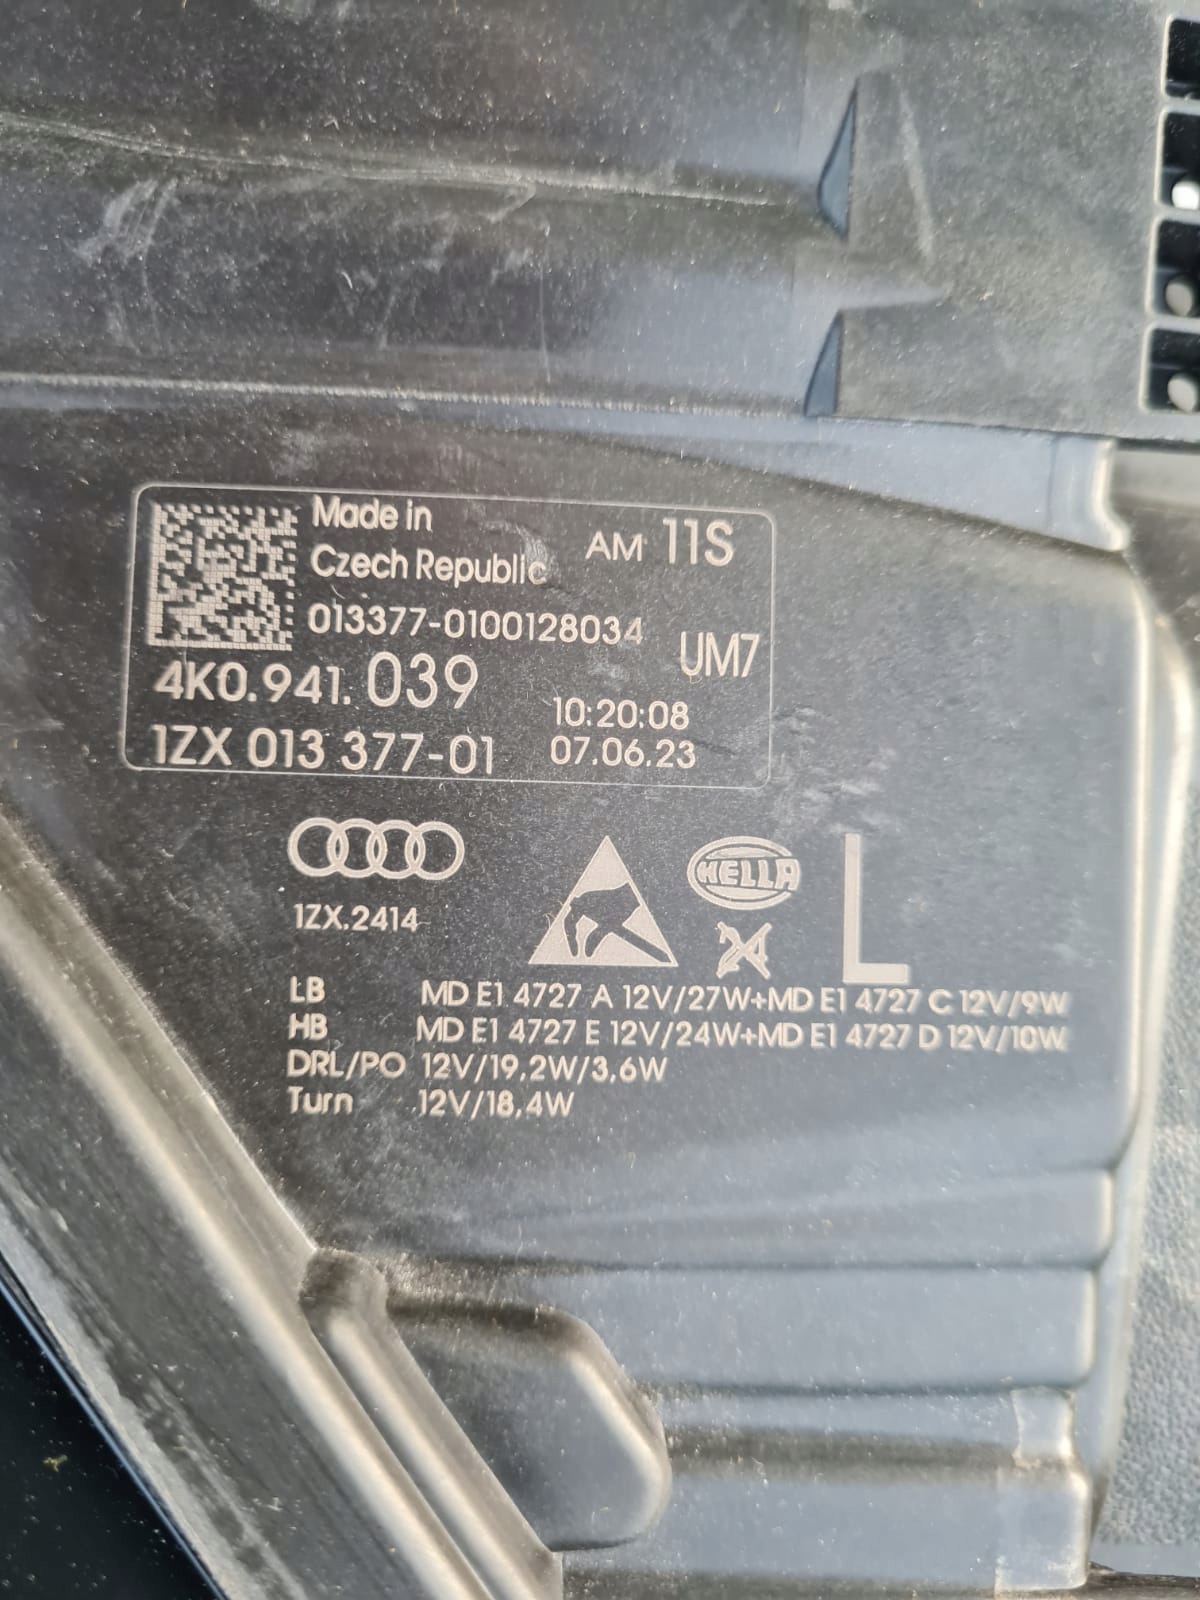 Made in
Czech Republic
AM 11S
013377-0100128034
UM7
4K0.941.039
10:20:08
1ZX 013 377-01
07.06.23
HELLA
1ZX.2414
24
L
LB MD E1 4727 A 12V/27W+MD E1 4727 C 12V/9W
HB MD E1 4727 E 12V/24W+MD E1 4727 D 12V/10W
DRL/PO 12V/19,2W/3,6W
Turn 12V/18,4W